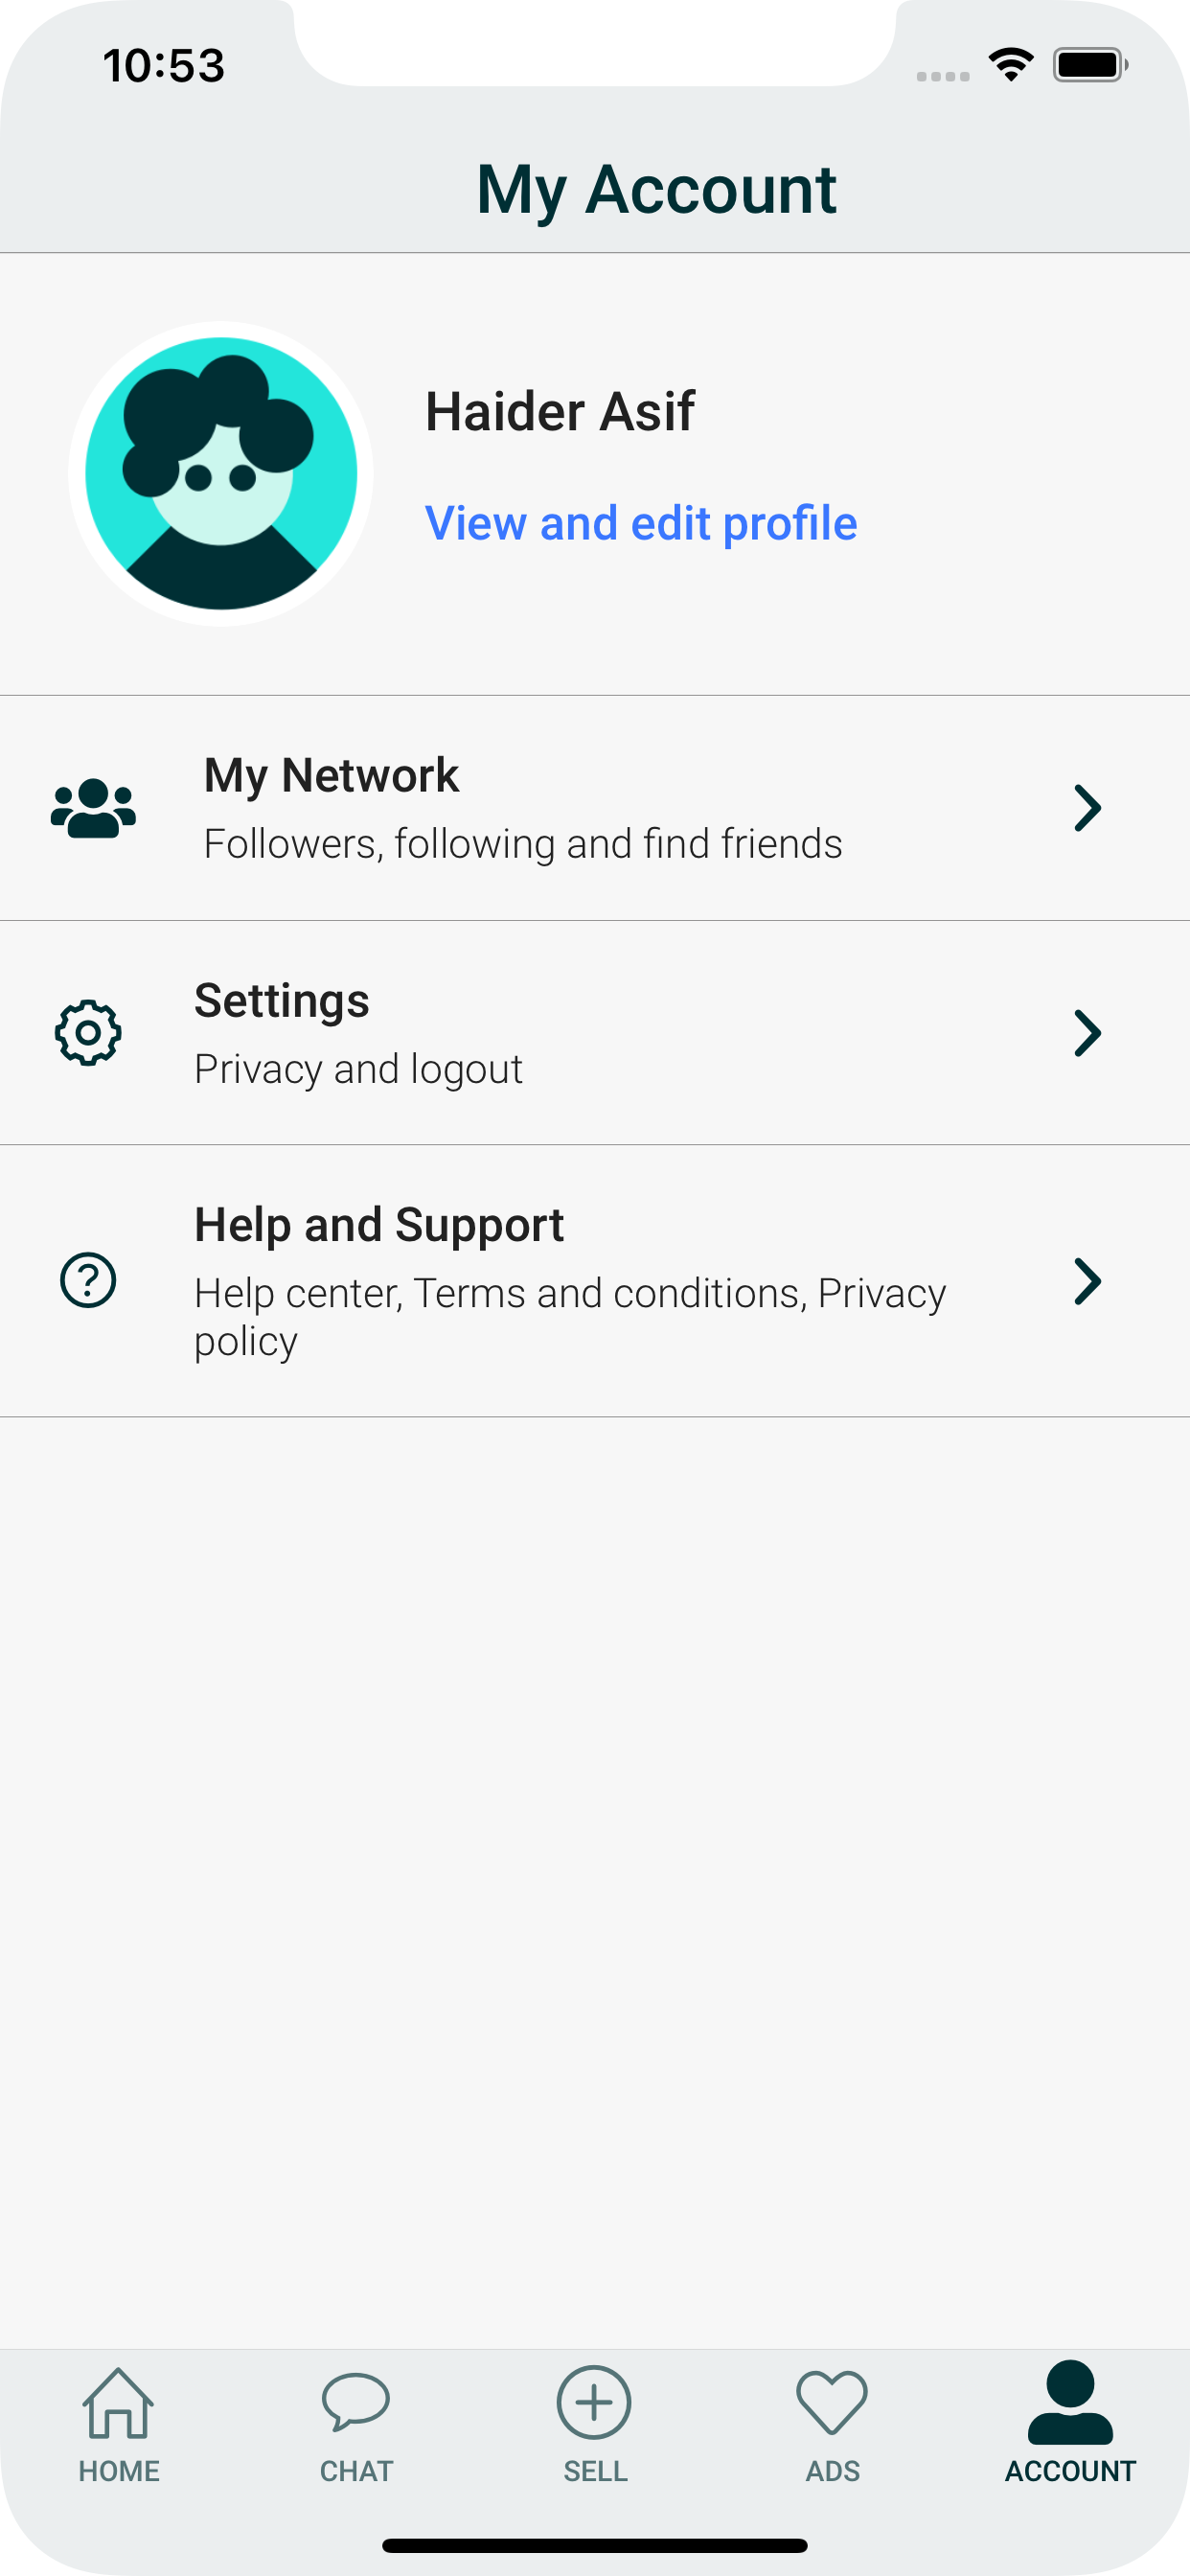 10:53
My Account
Haider Asif
View and edit profile
My Network
Followers, following and find friends
Settings
Privacy and logout
Help and Support
Help center, Terms and conditions, Privacy
policy
HOME
CHAT
SELL
ADS
ACCOUNT